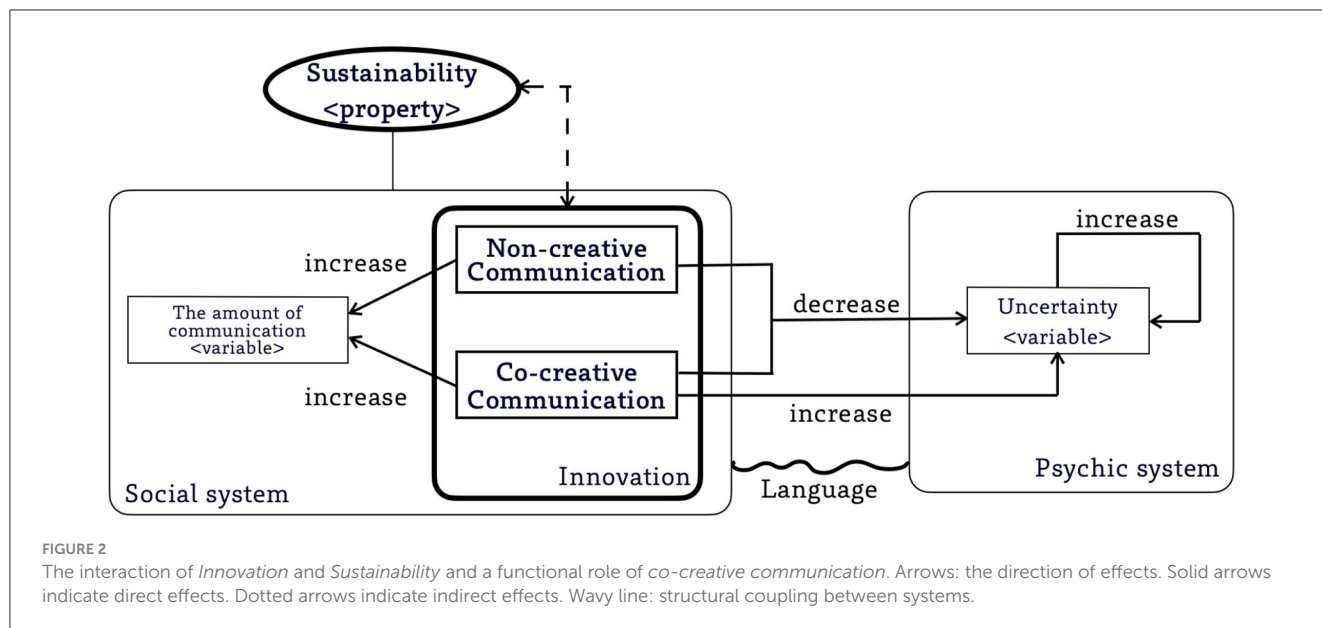 Sustainability
<property>
increase
Non-creative
Communication
increase
The amount of
communication
<variable>
decrease
Uncertainty
<variable>
Co-creative
Communication
increase
increase
Innovation
Social system
Language
Psychic system
FIGURE 2
The interaction of Innovation and Sustainability and a functional role of co-creative communication. Arrows: the direction of effects. Solid arrows
indicate direct effects. Dotted arrows indicate indirect effects. Wavy line: structural coupling between systems.